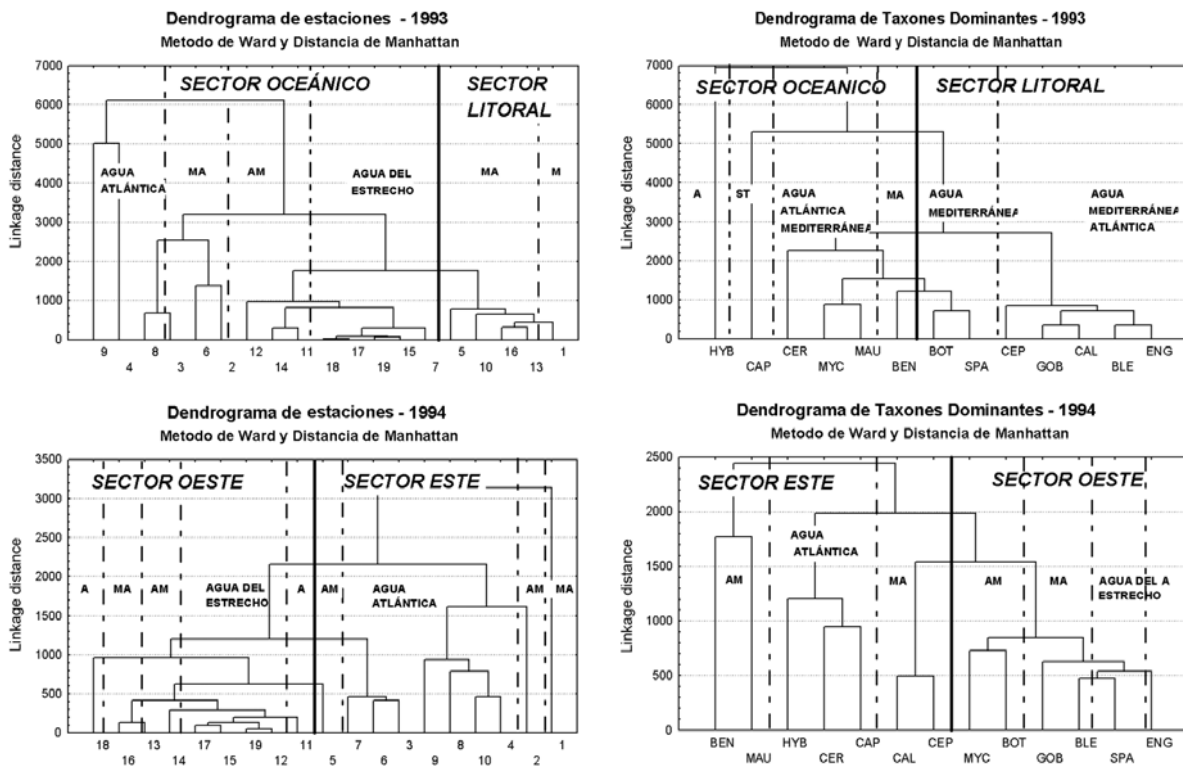 Dendrograma de estaciones - 1993
Metodo de Ward y Distancia de Manhattan
SECTOR OCEÁNICO
SECTOR
LITORAL
Linkage distance
7000
6000
5000
4000
3000
2000
1000
0
AGUA
ATLÁNTICA
MA
AM
AGUA DEL
ESTRECHO
MA
M
9 8 6 12 11 17 15 5 16 1
4 3 2 14 18 19 7 10 13
Dendrograma de Taxones Dominantes - 1993
Metodo de Ward y Distancia de Manhattan
SECTOR OCEANICO
SECTOR LITORAL
Linkage distance
7000
6000
5000
4000
3000
2000
1000
0
A
ST
AGUA
ATLÁNTICA
MEDITERRÁNEA
MA
AGUA
MEDITERRÁNEA
AGUA
MEDITERRÁNEA
ATLÁNTICA
HYB CER MAU BOT CEP CAL ENG
CAP MYC BEN SPA GOB BLE
Dendrograma de estaciones - 1994
Metodo de Ward y Distancia de Manhattan
SECTOR OESTE
SECTOR ESTE
Linkage distance
3500
3000
2500
2000
1500
1000
500
0
A
MA
AM
AGUA DEL
ESTRECHO
A
AM
AGUA
ATLÁNTICA
AM
MA
18 13 17 19 11 7 3 8 4 1
16 14 15 12 5 6 9 10 2
Dendrograma de Taxones Dominantes - 1994
Metodo de Ward y Distancia de Manhattan
SECTOR ESTE
SECTOR OESTE
Linkage distance
2500
2000
1500
1000
500
0
AM
AGUA
ATLÁNTICA
MA
AM
MA
AGUA DEL A
ESTRECHO
BEN HYB CAP CEP BOT BLE ENG
MAU CER CAL MYC GOB SPA